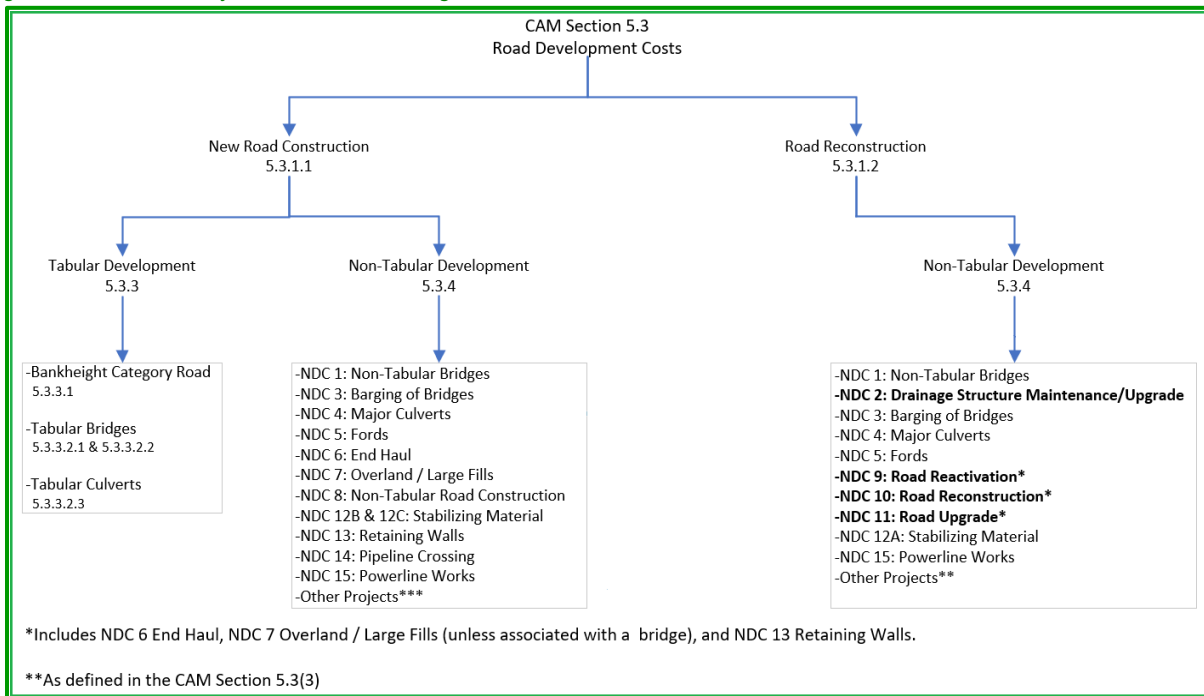 CAM Section 5.3
Road Development Costs
New Road Construction
5.3.1.1
Road Reconstruction
5.3.1.2
Tabular Development
5.3.3
Non-Tabular Development
5.3.4
Non-Tabular Development
5.3.4
-Bankheight Category Road
5.3.3.1
-Tabular Bridges
5.3.3.2.1 & 5.3.3.2.2
-Tabular Culverts
5.3.3.2.3
-NDC 1: Non-Tabular Bridges
-NDC 3: Barging of Bridges
-NDC 4: Major Culverts
-NDC 5: Fords
-NDC 6: End Haul
-NDC 7: Overland / Large Fills
-NDC 8: Non-Tabular Road Construction
-NDC 12B & 12C: Stabilizing Material
-NDC 13: Retaining Walls
-NDC 14: Pipeline Crossing
-NDC 15: Powerline Works
-Other Projects***
-NDC 1: Non-Tabular Bridges
-NDC 2: Drainage Structure Maintenance/Upgrade
-NDC 3: Barging of Bridges
-NDC 4: Major Culverts
-NDC 5: Fords
-NDC 9: Road Reactivation*
-NDC 10: Road Reconstruction*
-NDC 11: Road Upgrade*
-NDC 12A: Stabilizing Material
-NDC 15: Powerline Works
-Other Projects**
*Includes NDC 6 End Haul, NDC 7 Overland / Large Fills (unless associated with a bridge), and NDC 13 Retaining Walls.
**As defined in the CAM Section 5.3(3)